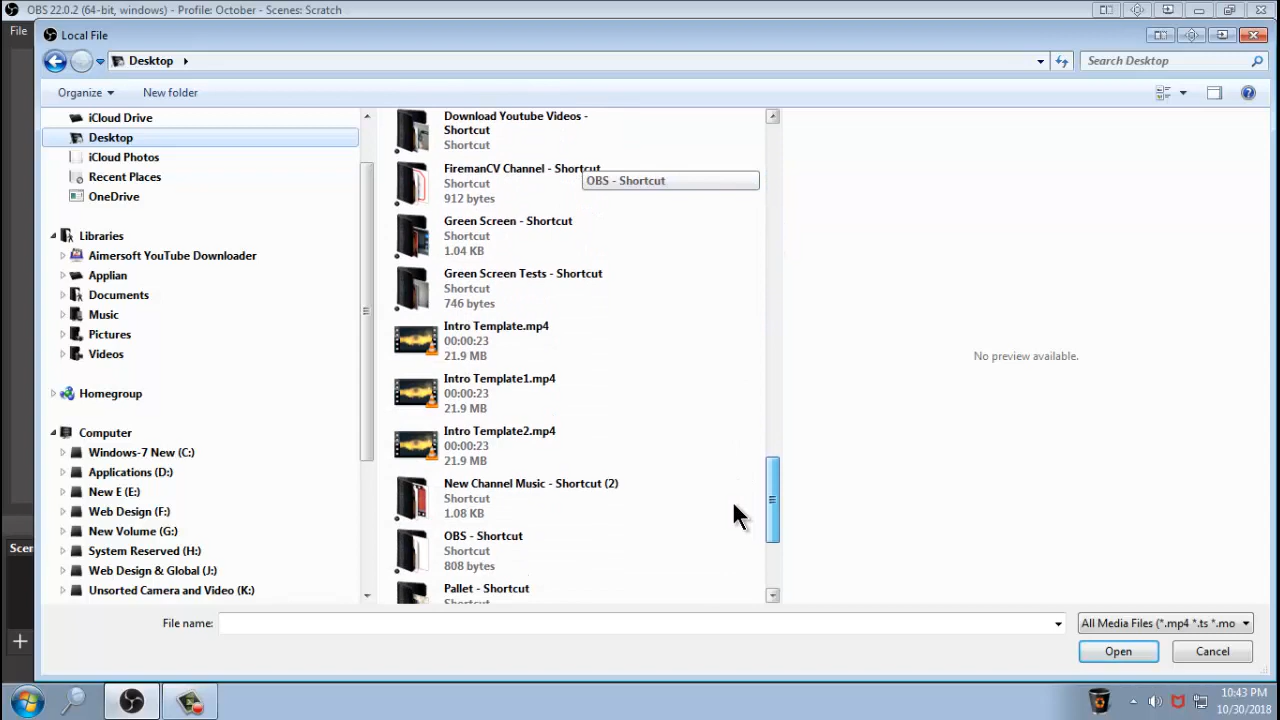 OBS 22.0.2 (64-bit, windows) - Profile: October - Scenes: Scratch
File
Local File
Desktop
Search Desktop
Organize
New folder
iCloud Drive
Desktop
iCloud Photos
Recent Places
OneDrive
Libraries
Aimersoft YouTube Downloader
Applian
Documents
Music
Pictures
Videos
Homegroup
Computer
Windows-7 New (C:)
Applications (D:)
New E (E:)
Web Design (F:)
New Volume (G:)
System Reserved (H:)
Web Design & Global (J:)
Unsorted Camera and Video (K:)
Download Youtube Videos -
Shortcut
Shortcut
FiremanCV Channel - Shortcut
Shortcut
912 bytes
OBS - Shortcut
Green Screen - Shortcut
Shortcut
1.04 KB
Green Screen Tests - Shortcut
Shortcut
746 bytes
Intro Template.mp4
00:00:23
21.9 MB
Intro Template1.mp4
00:00:23
21.9 MB
Intro Template2.mp4
00:00:23
21.9 MB
New Channel Music - Shortcut (2)
Shortcut
1.08 KB
OBS - Shortcut
Shortcut
808 bytes
Pallet - Shortcut
Shortcut
No preview available.
Scen
File name:
All Media Files (*.mp4 *.ts *.mo
Open
Cancel
10:43 PM
10/30/2018